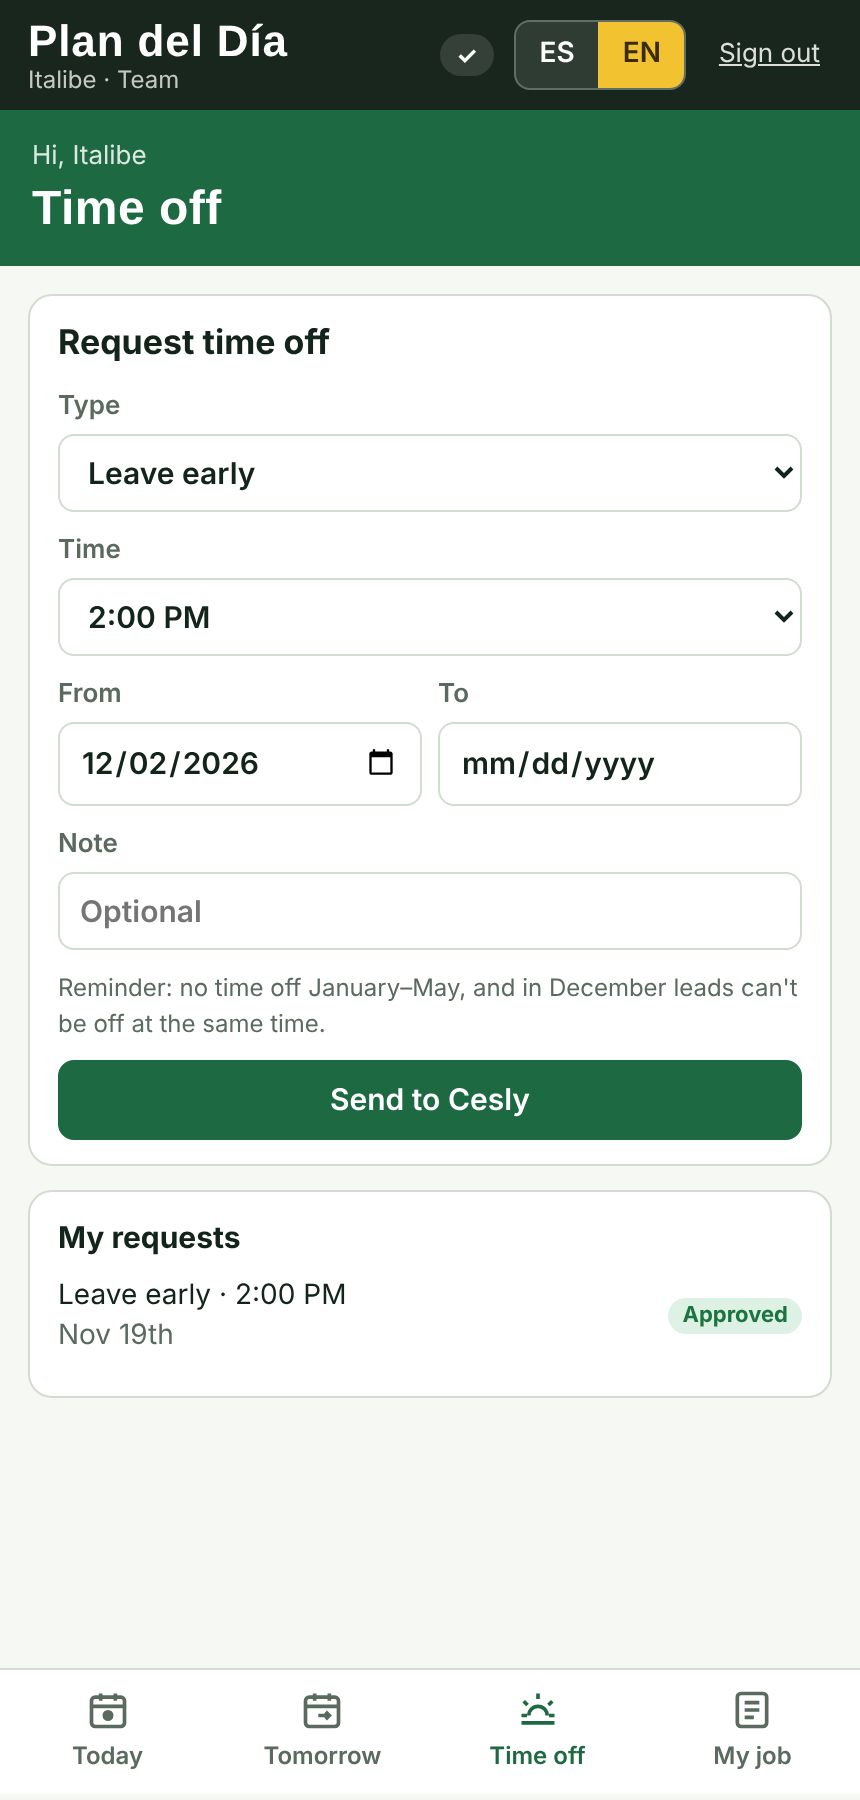 Plan del Día
Italibe · Team
ES
EN
Sign out
Hi, Italibe
Time off
Request time off
Type
Leave early
Time
2:00 PM
From
To
12/02/2026
mm/dd/yyyy
Note
Optional
Reminder: no time off January–May, and in December leads can't
be off at the same time.
Send to Cesly
My requests
Leave early · 2:00 PM
Nov 19th
Approved
Today
Tomorrow
Time off
My job